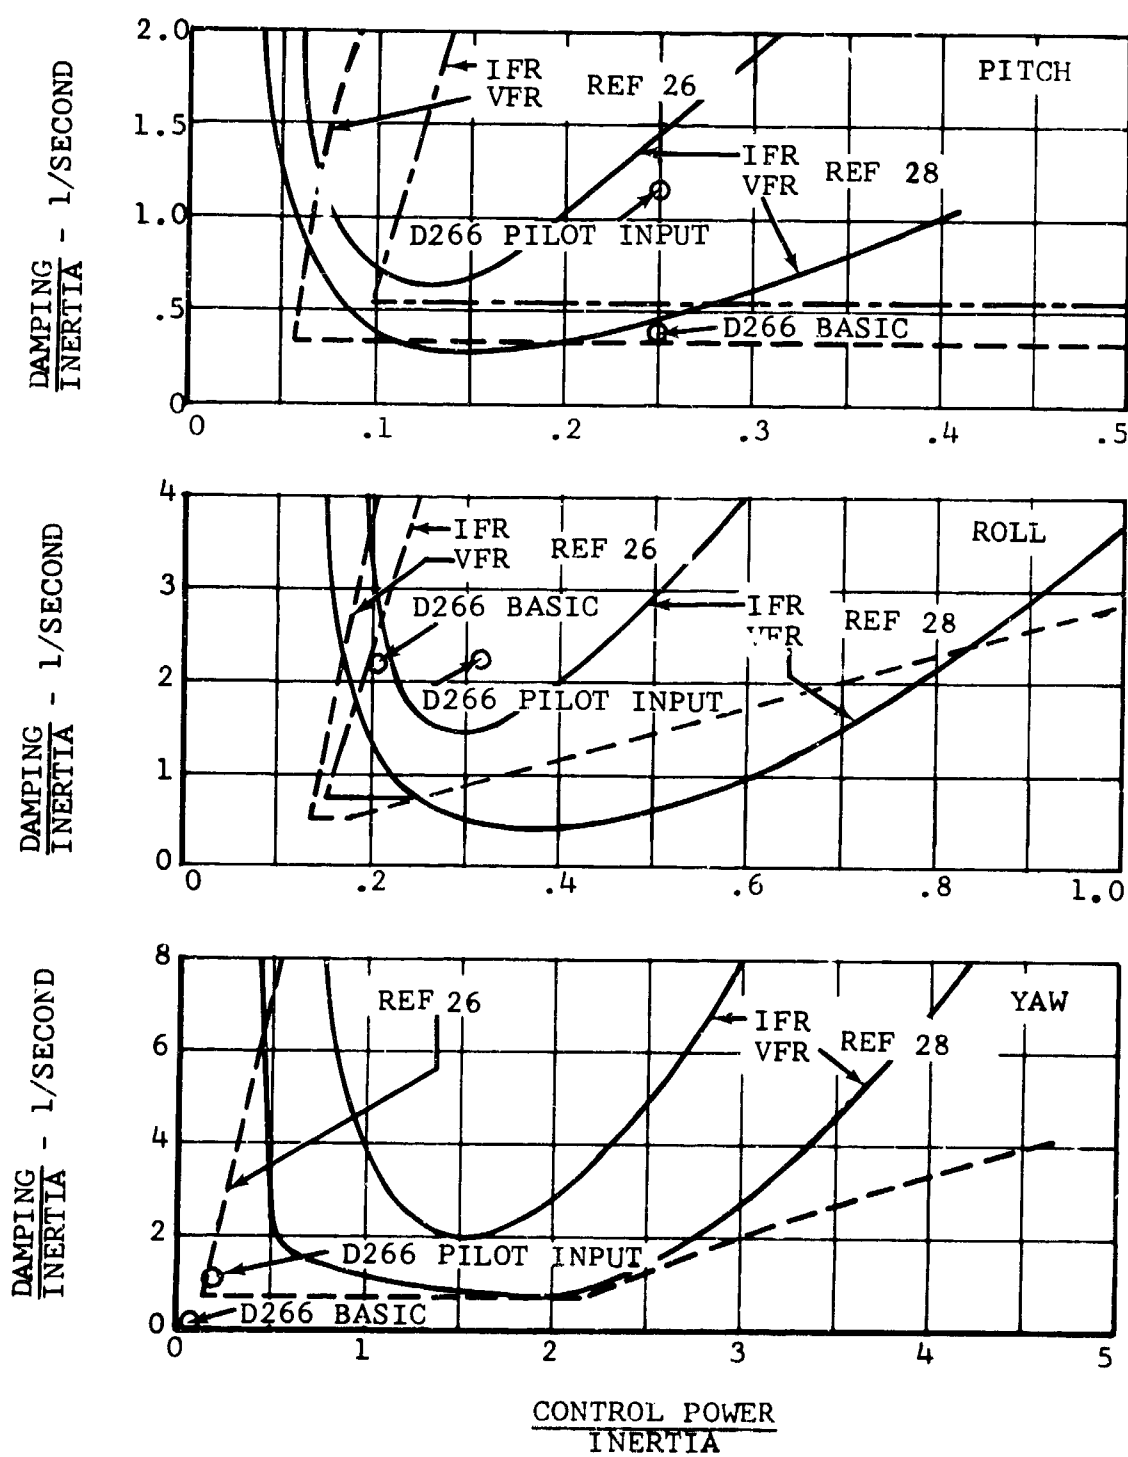 PITCH
2.0
1.5
1.0
.5
0
DAMPING
INERTIA - 1/SECOND
IFR
VFR REF 26
IFR
VFR REF 28
D266 PILOT INPUT
D266 BASIC
0 .1 .2 .3 .4 .5
ROLL
4
3
2
1
0
DAMPING
INERTIA - 1/SECOND
IFR
VFR REF 26
D266 BASIC
IFR
VFR REF 28
D266 PILOT INPUT
0 .2 .4 .6 .8 1.0
YAW
8
6
4
2
0
DAMPING
INERTIA - 1/SECOND
REF 26
IFR
VFR REF 28
D266 PILOT INPUT
D266 BASIC
0 1 2 3 4 5
CONTROL POWER
INERTIA